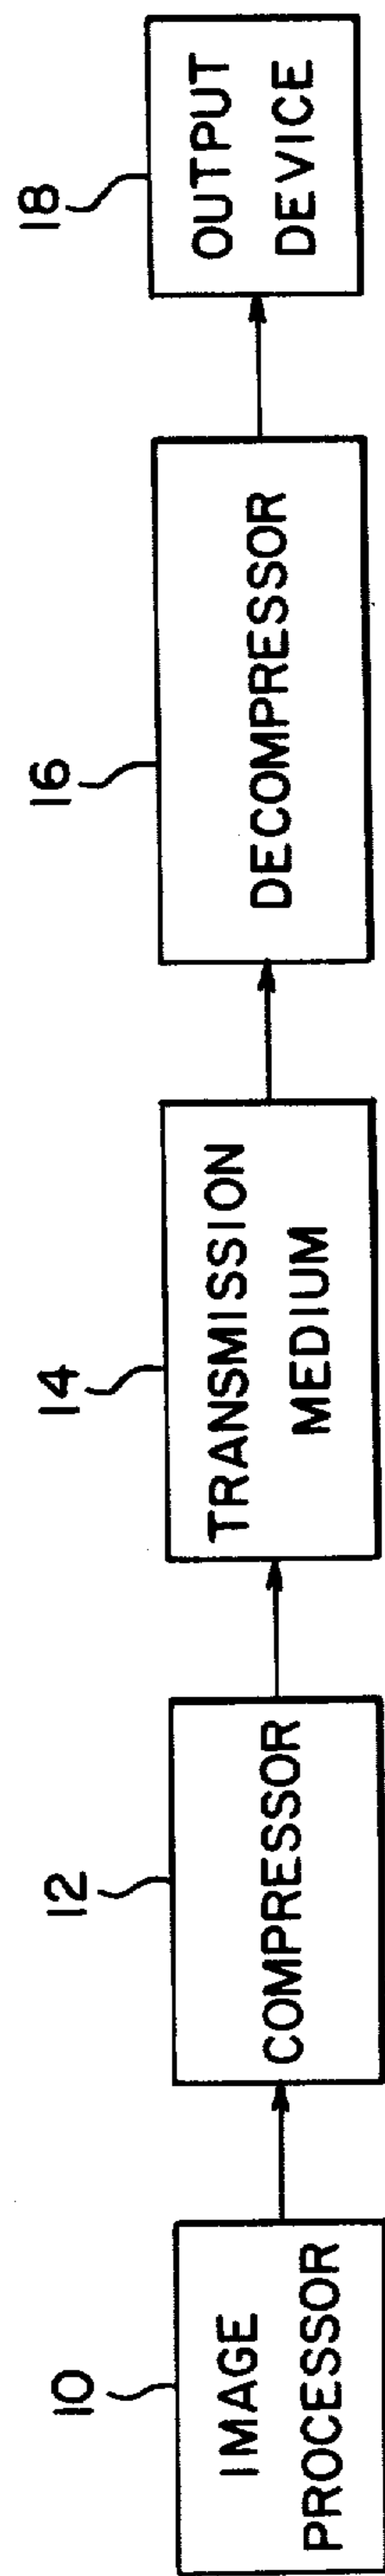 10
IMAGE
PROCESSOR
12
COMPRESSOR
14
TRANSMISSION
MEDIUM
16
DECOMPRESSOR
18
OUTPUT
DEVICE